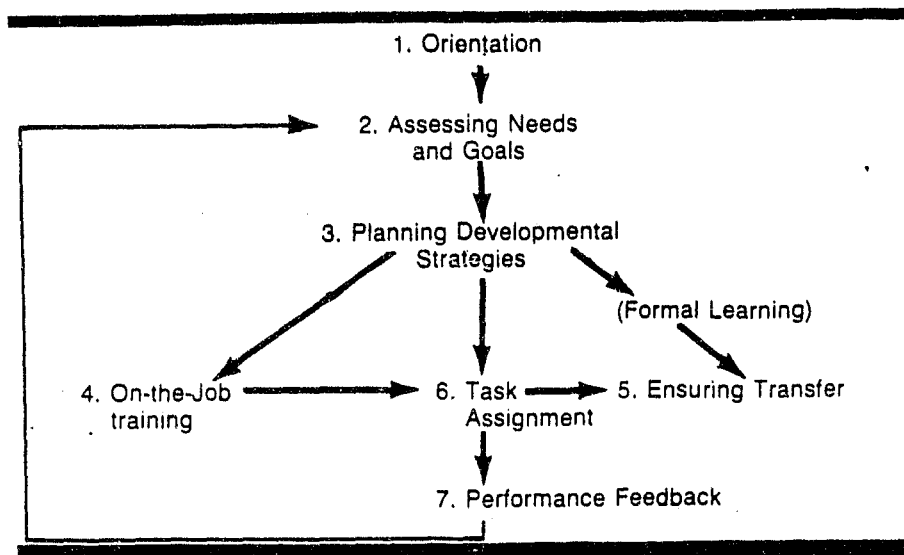 1. Orientation
2. Assessing Needs
and Goals
3. Planning Developmental
Strategies
(Formal Learning)
4. On-the-Job
training
6. Task
Assignment
5. Ensuring Transfer
7. Performance Feedback